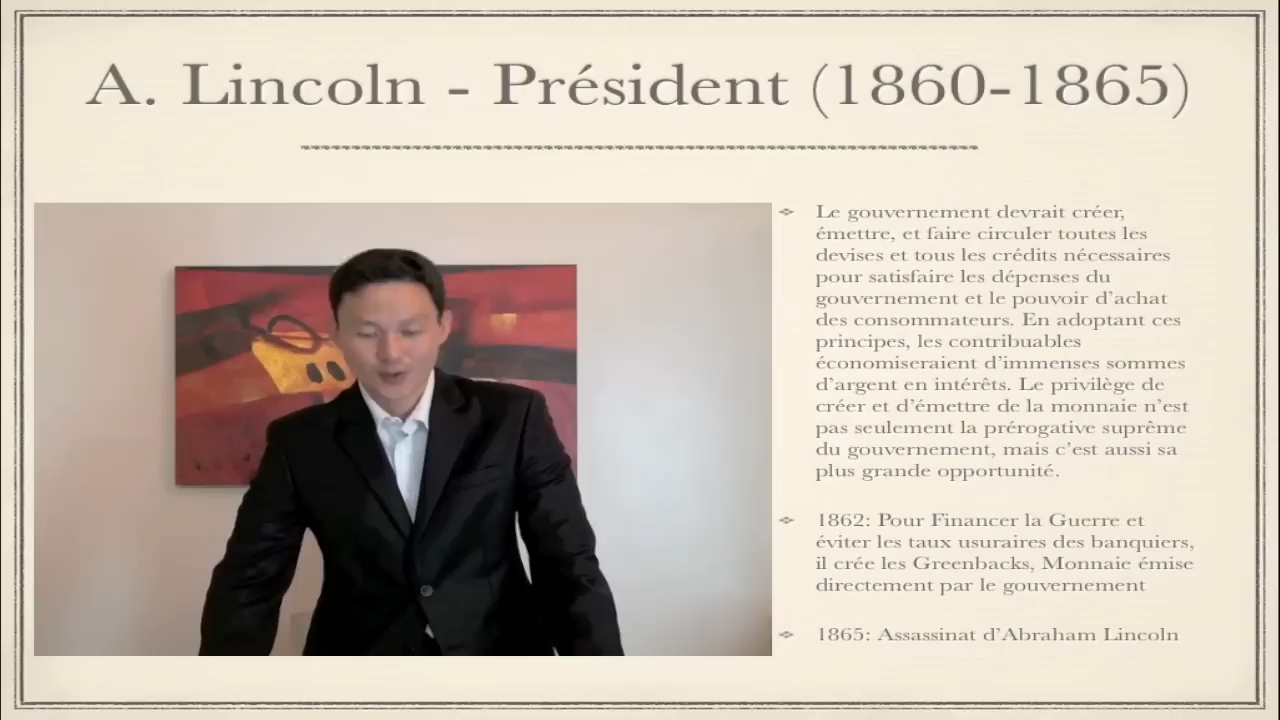 A. Lincoln - Président (1860-1865)
Le gouvernement devrait créer,
émettre, et faire circuler toutes les
devises et tous les crédits nécessaires
pour satisfaire les dépenses du
gouvernement et le pouvoir d’achat
des consommateurs. En adoptant ces
principes, les contribuables
économiseraient d’immenses sommes
d’argent en intérêts. Le privilège de
créer et d’émettre de la monnaie n’est
pas seulement la prérogative suprême
du gouvernement, mais c’est aussi sa
plus grande opportunité.
1862: Pour Financer la Guerre et
éviter les taux usuraires des banquiers,
il crée les Greenbacks, Monnaie émise
directement par le gouvernement
1865: Assassinat d’Abraham Lincoln